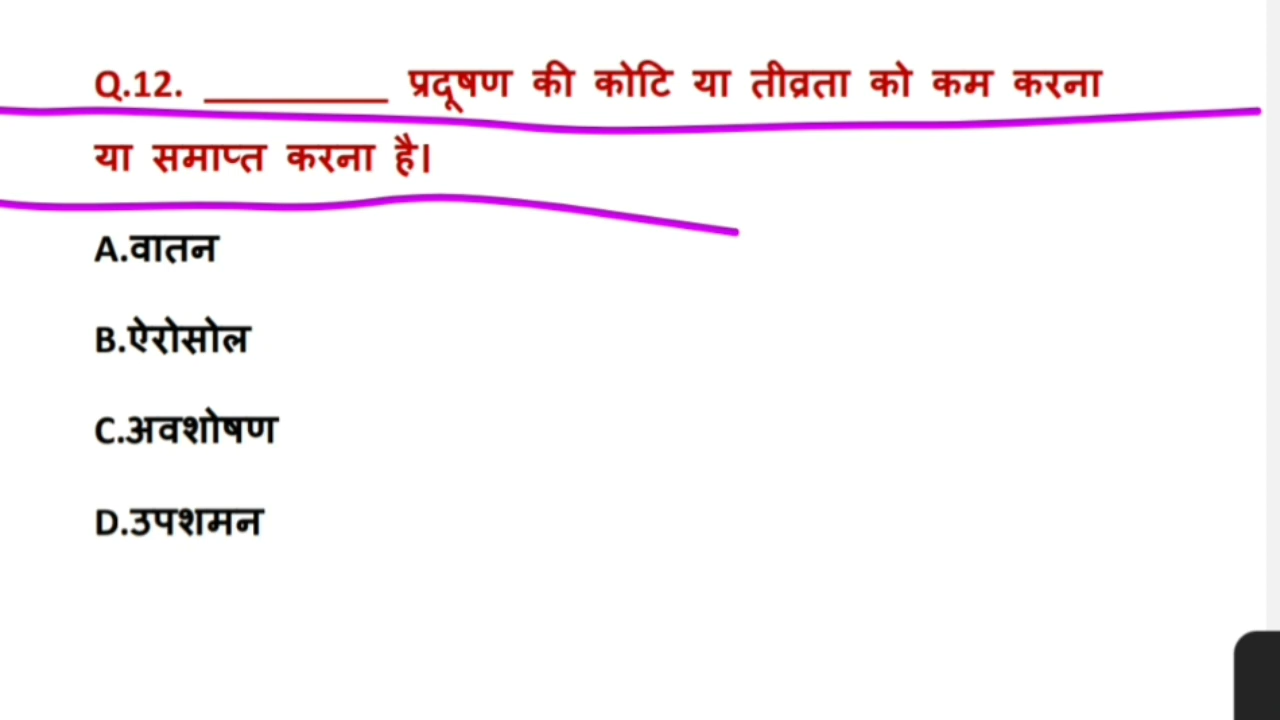 Q.12. __________ प्रदूषण की कोटि या तीव्रता को कम करना
या समाप्त करना है।
A.वातन
B.ऐरोसोल
C.अवशोषण
D.उपशमन